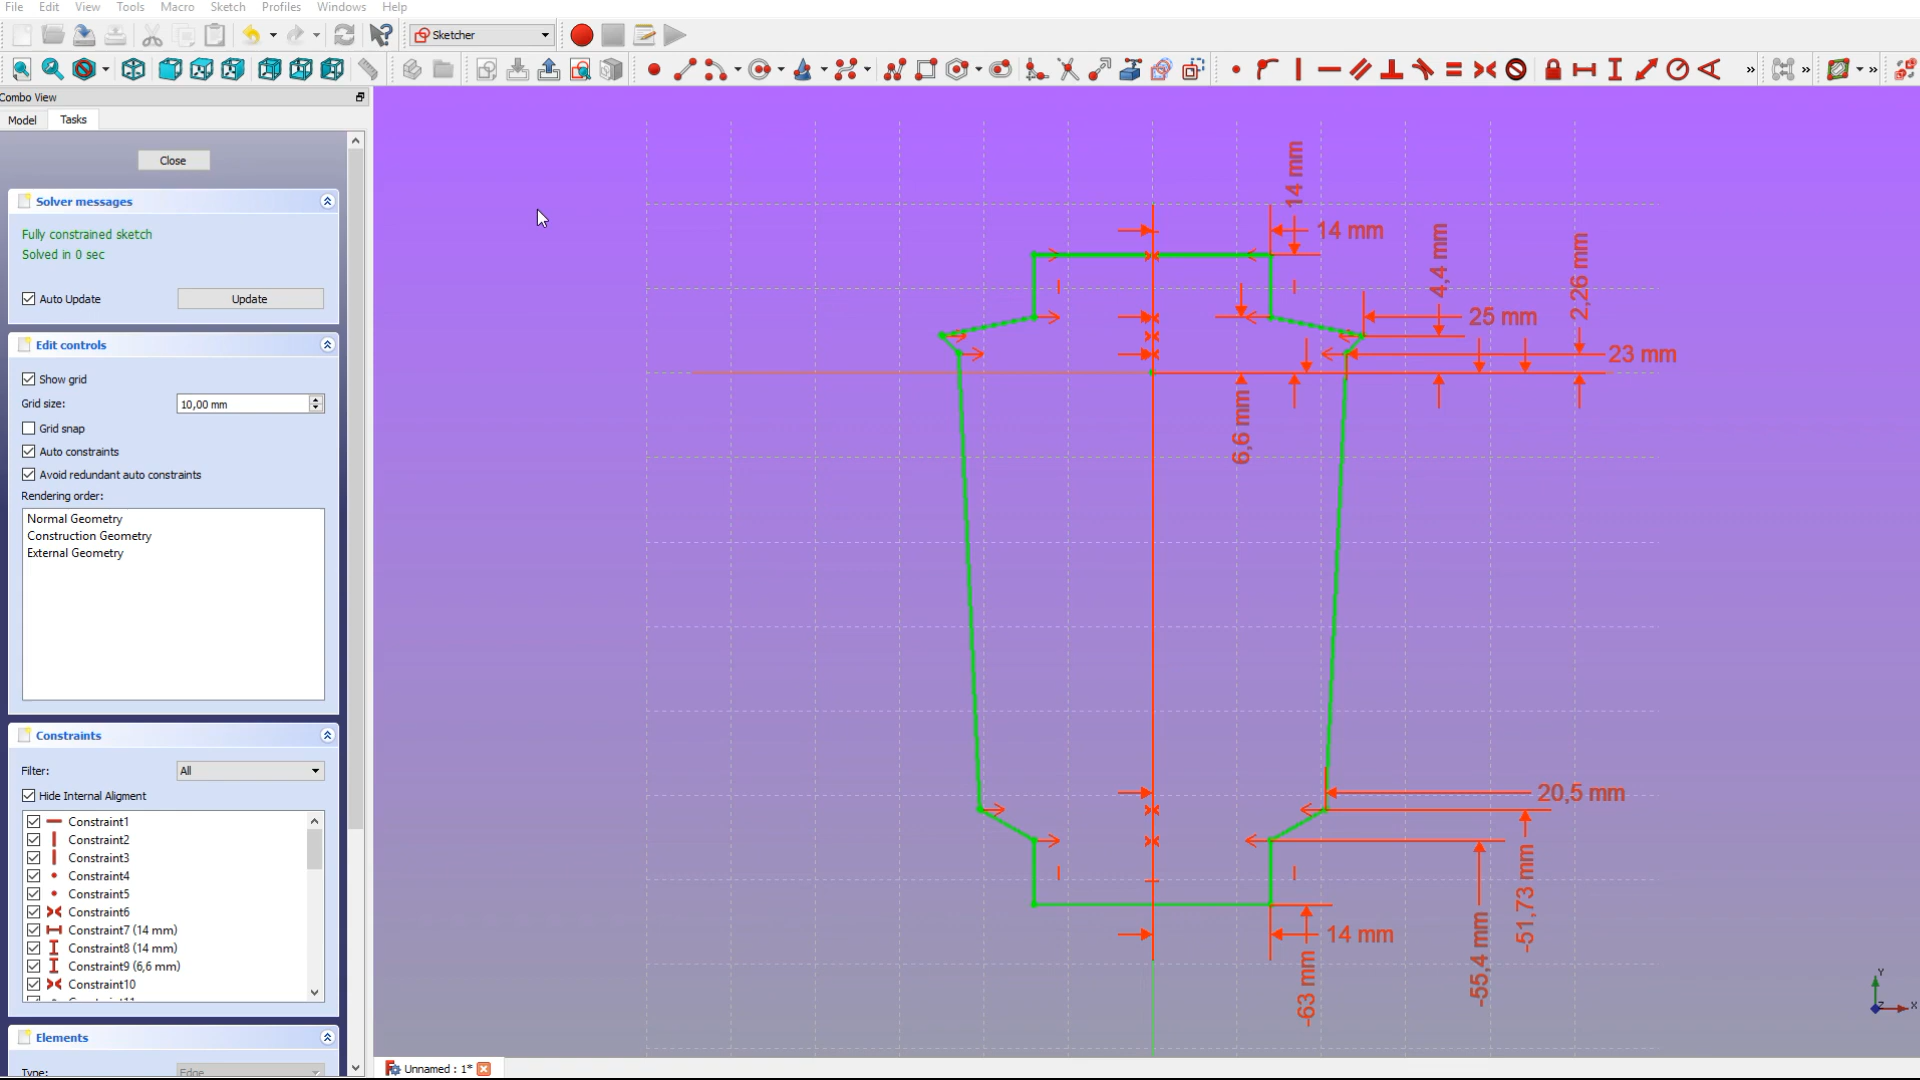 File Edit View Tools Macro Sketch Profiles Windows Help
Sketcher
Combo View
Model Tasks
Close
Solver messages
Fully constrained sketch
Solved in 0 sec
Auto Update Update
Edit controls
Show grid
Grid size: 10,00 mm
Grid snap
Auto constraints
Avoid redundant auto constraints
Rendering order:
Normal Geometry
Construction Geometry
External Geometry
Constraints
Filter: All
Hide Internal Aligment
Constraint1
Constraint2
Constraint3
Constraint4
Constraint5
Constraint6
Constraint7 (14 mm)
Constraint8 (14 mm)
Constraint9 (6,6 mm)
Constraint10
Elements
Type: Edge
14 mm
14 mm
4,4 mm
2,26 mm
25 mm
23 mm
6,6 mm
20,5 mm
-51,73 mm
-55,4 mm
14 mm
-63 mm
Y
Z X
Unnamed : 1*